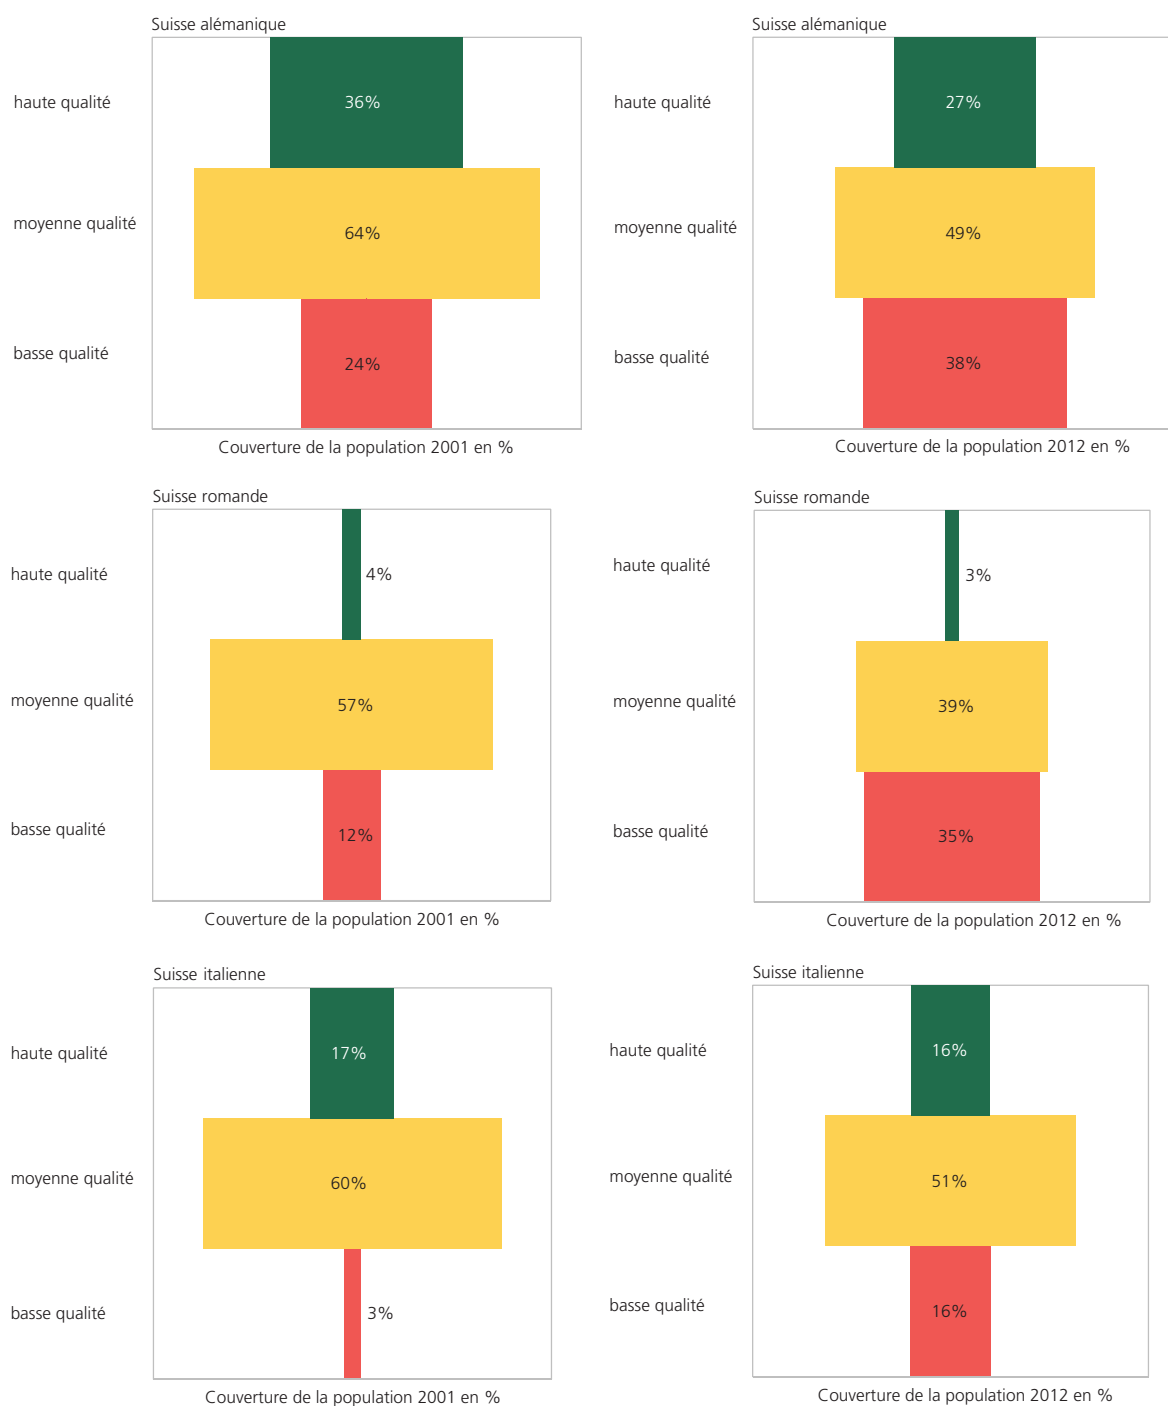 Suisse alémanique
haute qualité
36%
moyenne qualité
64%
basse qualité
24%
Couverture de la population 2001 en %
Suisse alémanique
haute qualité
27%
moyenne qualité
49%
basse qualité
38%
Couverture de la population 2012 en %
Suisse romande
haute qualité
4%
moyenne qualité
57%
basse qualité
12%
Couverture de la population 2001 en %
Suisse romande
haute qualité
3%
moyenne qualité
39%
basse qualité
35%
Couverture de la population 2012 en %
Suisse italienne
haute qualité
17%
moyenne qualité
60%
basse qualité
3%
Couverture de la population 2001 en %
Suisse italienne
haute qualité
16%
moyenne qualité
51%
basse qualité
16%
Couverture de la population 2012 en %